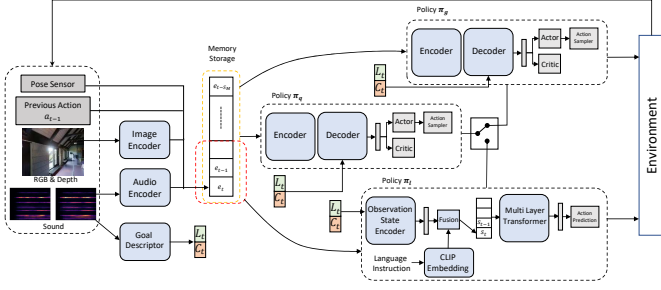 Policy π_g
Encoder
Decoder
Actor
Action
Sampler
Critic
L_t
C_t
Memory
Storage
e_{t-s_M}
e_{t-1}
e_t
Pose Sensor
Previous Action
a_{t-1}
RGB & Depth
Sound
Image
Encoder
Audio
Encoder
Goal
Descriptor
L_t
C_t
Policy π_q
Encoder
Decoder
Actor
Action
Sampler
Critic
L_t
C_t
Policy π_l
L_t
C_t
Observation
State
Encoder
Fusion
Language
Instruction
CLIP
Embedding
s_{t-1}
s_t
Multi Layer
Transformer
Action
Prediction
Environment